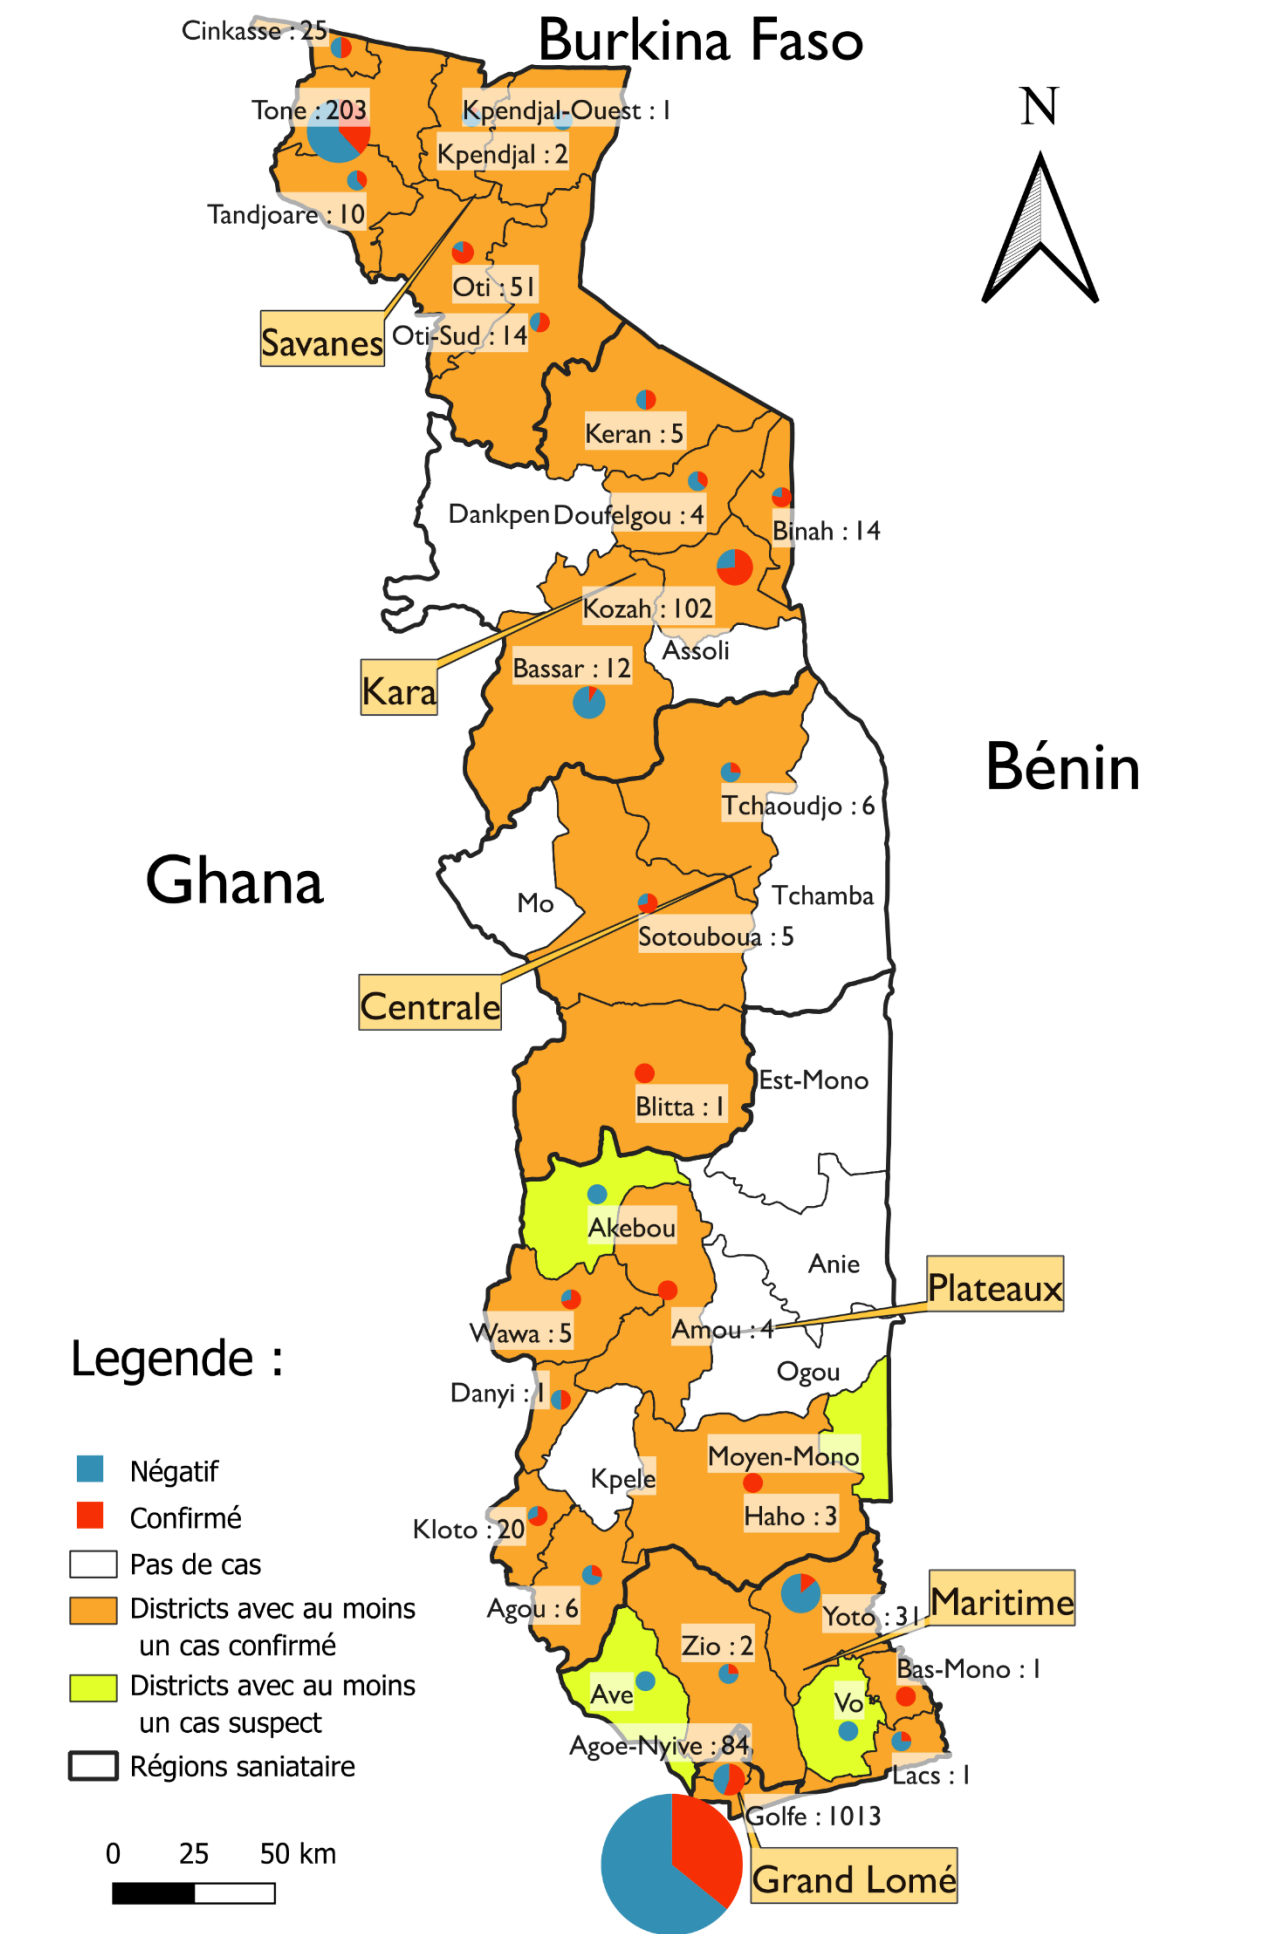 Cinkasse : 25
Burkina Faso
Tone : 203
Kpendjal-Ouest : 1
N
Kpendjal : 2
Tandjoare : 10
Oti : 51
Savanes
Oti-Sud : 14
Keran : 5
Dankpen
Doufelgou : 4
Binah : 14
Kozah : 102
Assoli
Bassar : 12
Kara
Bénin
Tchaoudjo : 6
Ghana
Mo
Tchamba
Sotouboua : 5
Centrale
Est-Mono
Blitta : 1
Akebou
Anie
Plateaux
Wawa : 5
Amou : 4
Ogou
Danyi : 1
Moyen-Mono
Kpele
Haho : 3
Kloto : 20
Agou : 6
Yoto : 31
Maritime
Zio : 2
Bas-Mono : 1
Ave
Vo
Agoe-Nyive : 84
Lacs : 1
Golfe : 1013
Grand Lomé
Legende :
Négatif
Confirmé
Pas de cas
Districts avec au moins
un cas confirmé
Districts avec au moins
un cas suspect
Régions saniataire
0 25 50 km